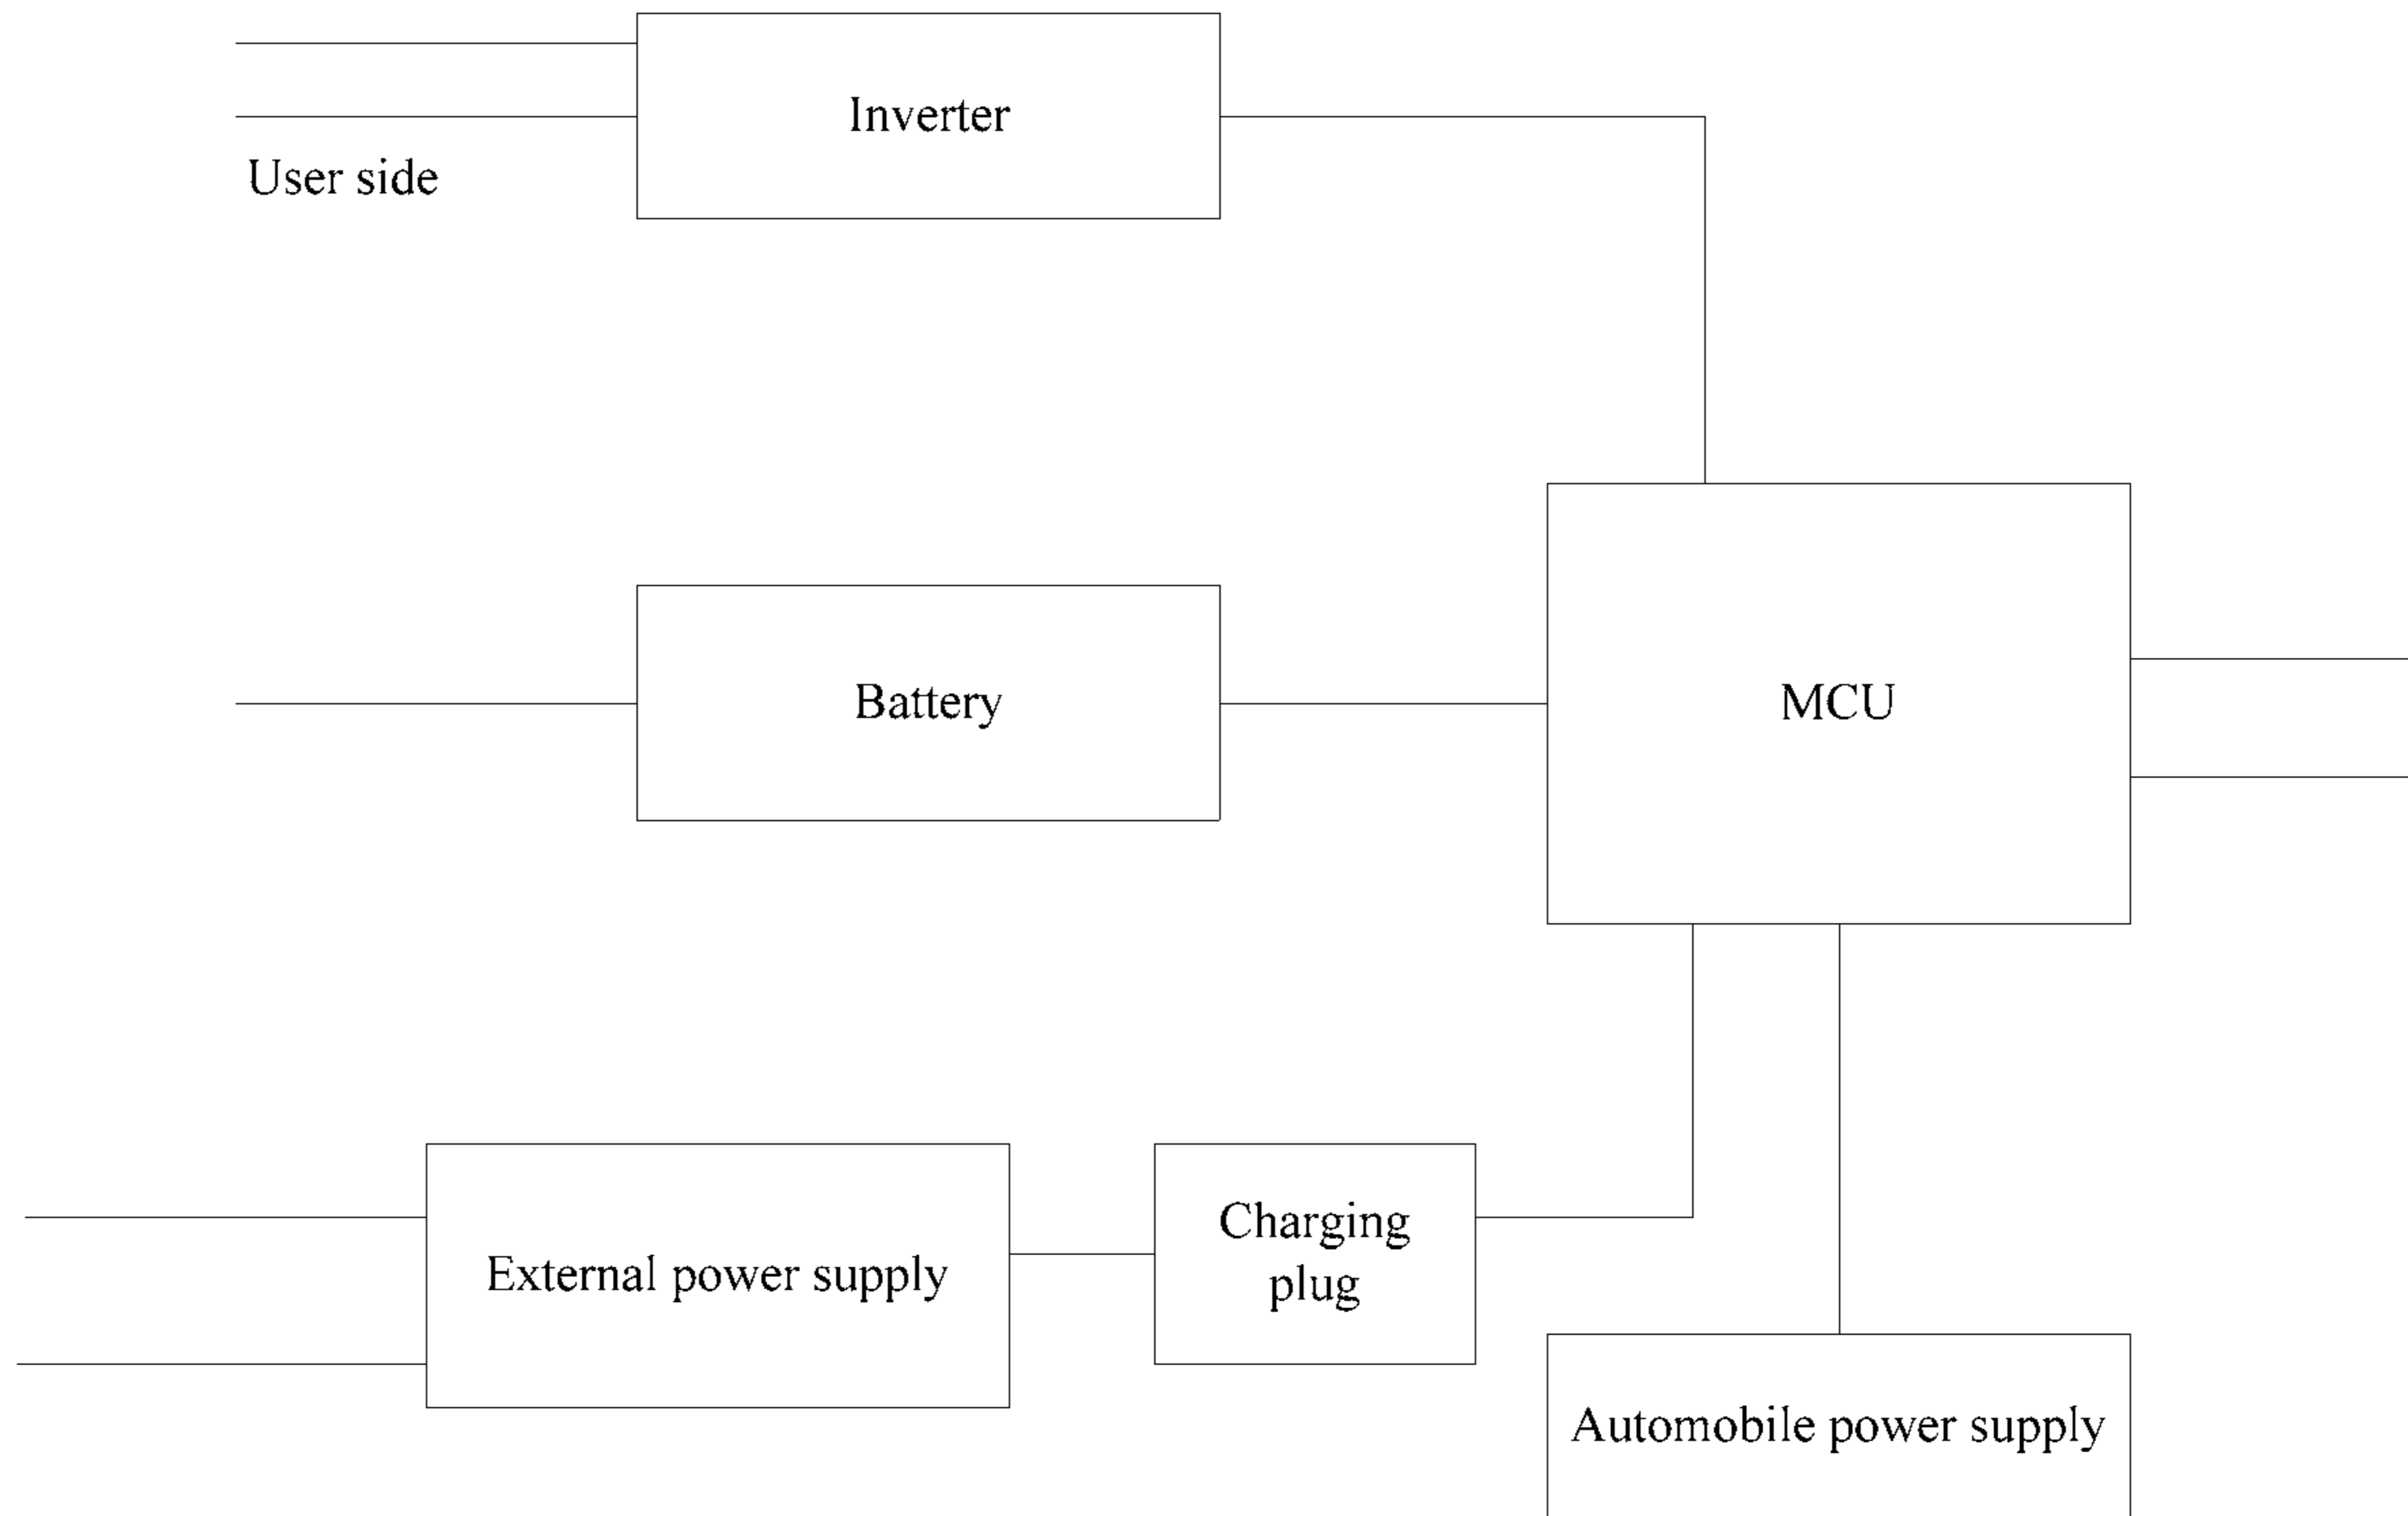 Inverter
User side
Battery
MCU
Charging
plug
External power supply
Automobile power supply